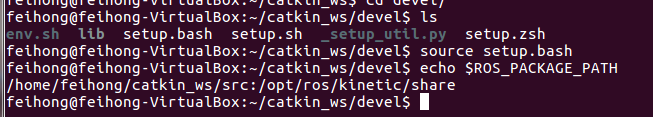 feihong@feihong-VirtualBox:~/catkin_ws$ cd devel/
feihong@feihong-VirtualBox:~/catkin_ws/devel$ ls
env.sh lib setup.bash setup.sh _setup_util.py setup.zsh
feihong@feihong-VirtualBox:~/catkin_ws/devel$ source setup.bash
feihong@feihong-VirtualBox:~/catkin_ws/devel$ echo $ROS_PACKAGE_PATH
/home/feihong/catkin_ws/src:/opt/ros/kinetic/share
feihong@feihong-VirtualBox:~/catkin_ws/devel$